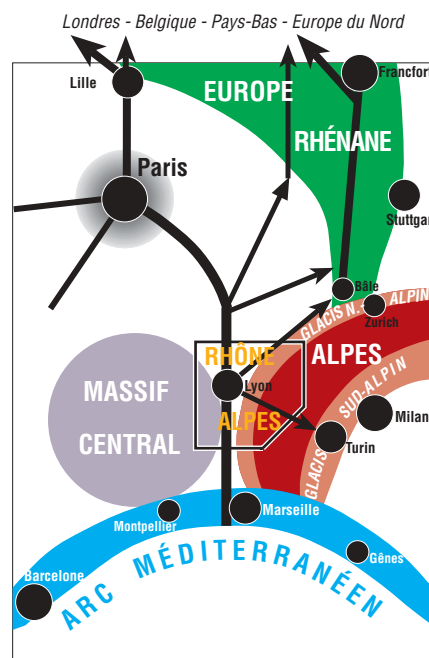 Londres - Belgique - Pays-Bas - Europe du Nord
Lille
Francfort
EUROPE
RHÉNANE
Paris
Stuttgar
Bâle
GLACIS N.-ALPIN
Zurich
RHÔNE
ALPES
Lyon
ALPES
MASSIF
CENTRAL
GLACIS SUD-ALPIN
Milan
Turin
Marseille
Montpellier
Gênes
Barcelone
ARC MÉDITERRANÉEN